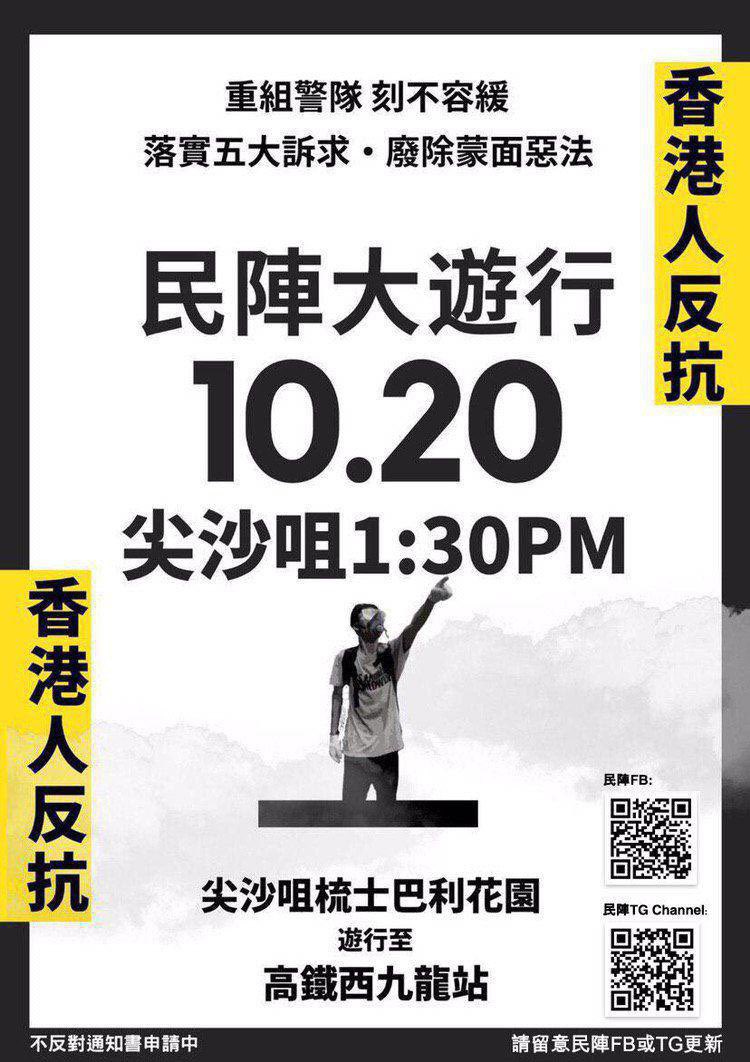 重組警隊 刻不容緩
落實五大訴求・廢除蒙面惡法
香港人反抗
民陣大遊行
10.20
尖沙咀1:30PM
香港人反抗
民陣FB:
尖沙咀梳士巴利花園
遊行至
高鐵西九龍站
民陣TG Channel:
不反對通知書申請中
請留意民陣FB或TG更新